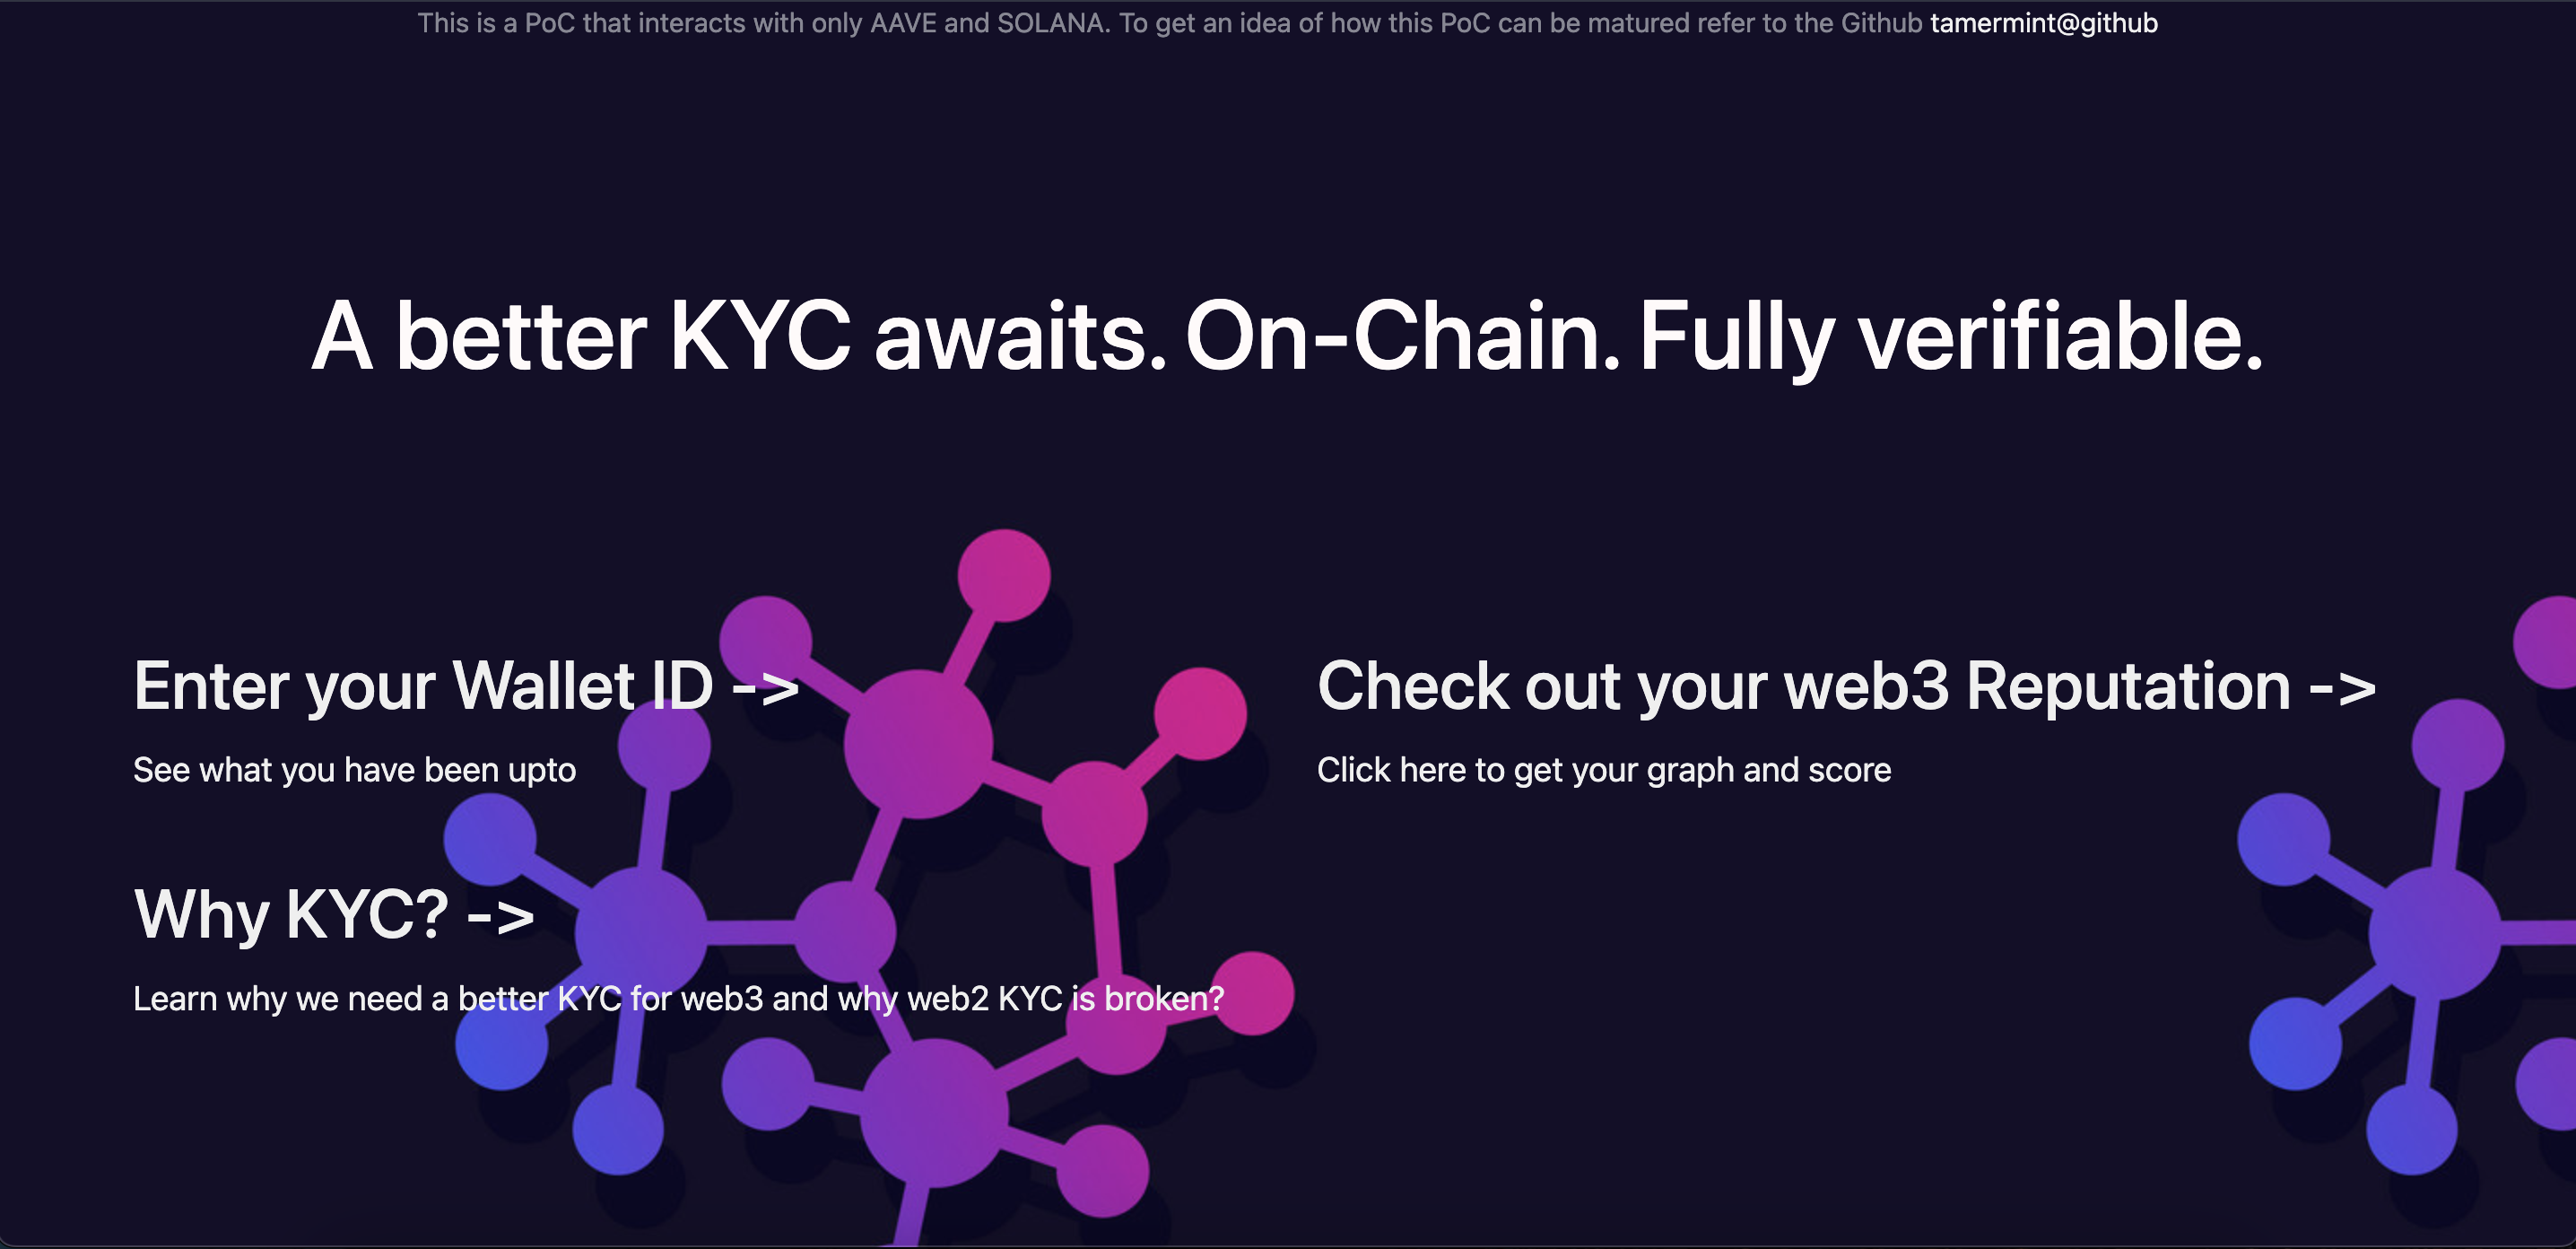 This is a PoC that interacts with only AAVE and SOLANA. To get an idea of how this PoC can be matured refer to the Github tamermint@github
A better KYC awaits. On-Chain. Fully verifiable.
Enter your Wallet ID ->
See what you have been upto
Check out your web3 Reputation ->
Click here to get your graph and score
Why KYC? ->
Learn why we need a better KYC for web3 and why web2 KYC is broken?